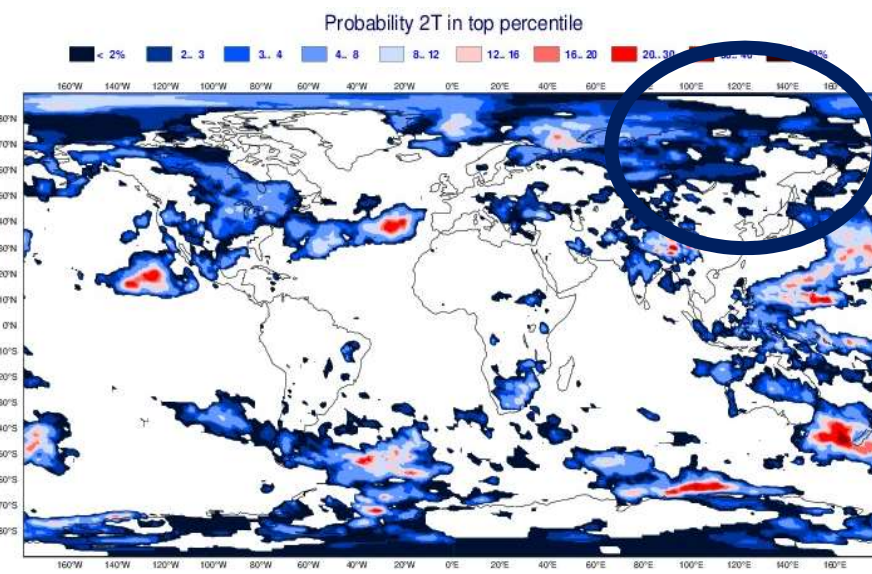 Probability 2T in top percentile
< 2% 2.. 3 3.. 4 4.. 8 8.. 12 12.. 16 16.. 20 20.. 30
160°W 140°W 120°W 100°W 80°W 60°W 40°W 20°W 0°E 20°E 40°E 60°E 80°E 100°E 120°E 140°E 160°E
80°N
70°N
60°N
50°N
40°N
30°N
20°N
10°N
0°N
10°S
20°S
30°S
40°S
50°S
60°S
70°S
80°S
160°W 140°W 120°W 100°W 80°W 60°W 40°W 20°W 0°E 20°E 40°E 60°E 80°E 100°E 120°E 140°E 160°E